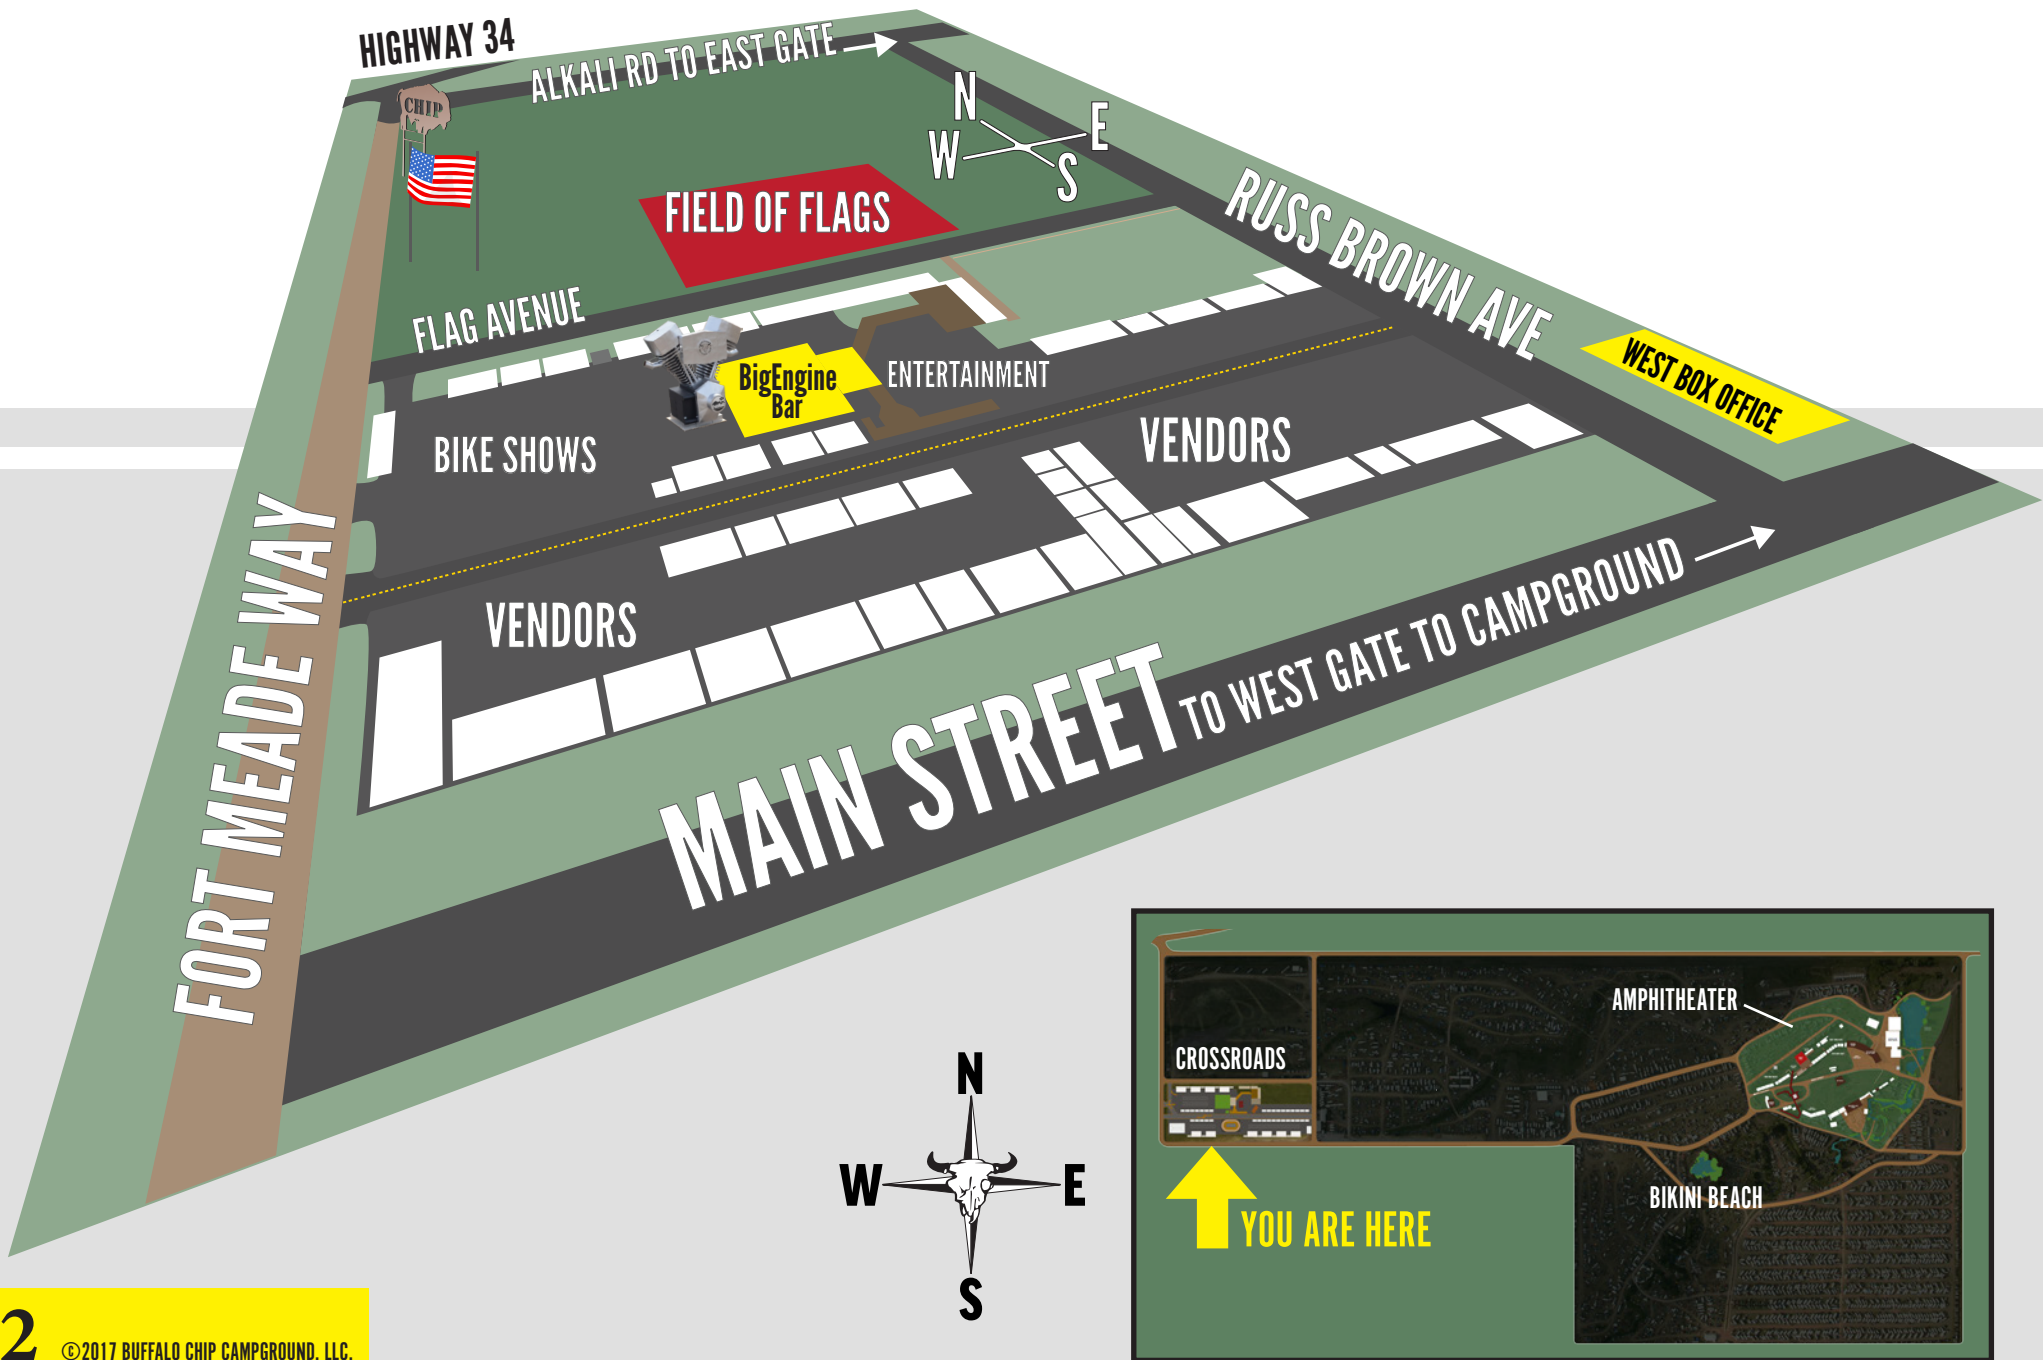 HIGHWAY 34
ALKALI RD TO EAST GATE
CHIP
N
W E
S
FIELD OF FLAGS
RUSS BROWN AVE
FLAG AVENUE
WEST BOX OFFICE
BigEngine
Bar
ENTERTAINMENT
BIKE SHOWS
VENDORS
VENDORS
FORT MEADE WAY
MAIN STREET TO WEST GATE TO CAMPGROUND
AMPHITHEATER
CROSSROADS
BIKINI BEACH
YOU ARE HERE
N
W E
S
2 ©2017 BUFFALO CHIP CAMPGROUND, LLC.